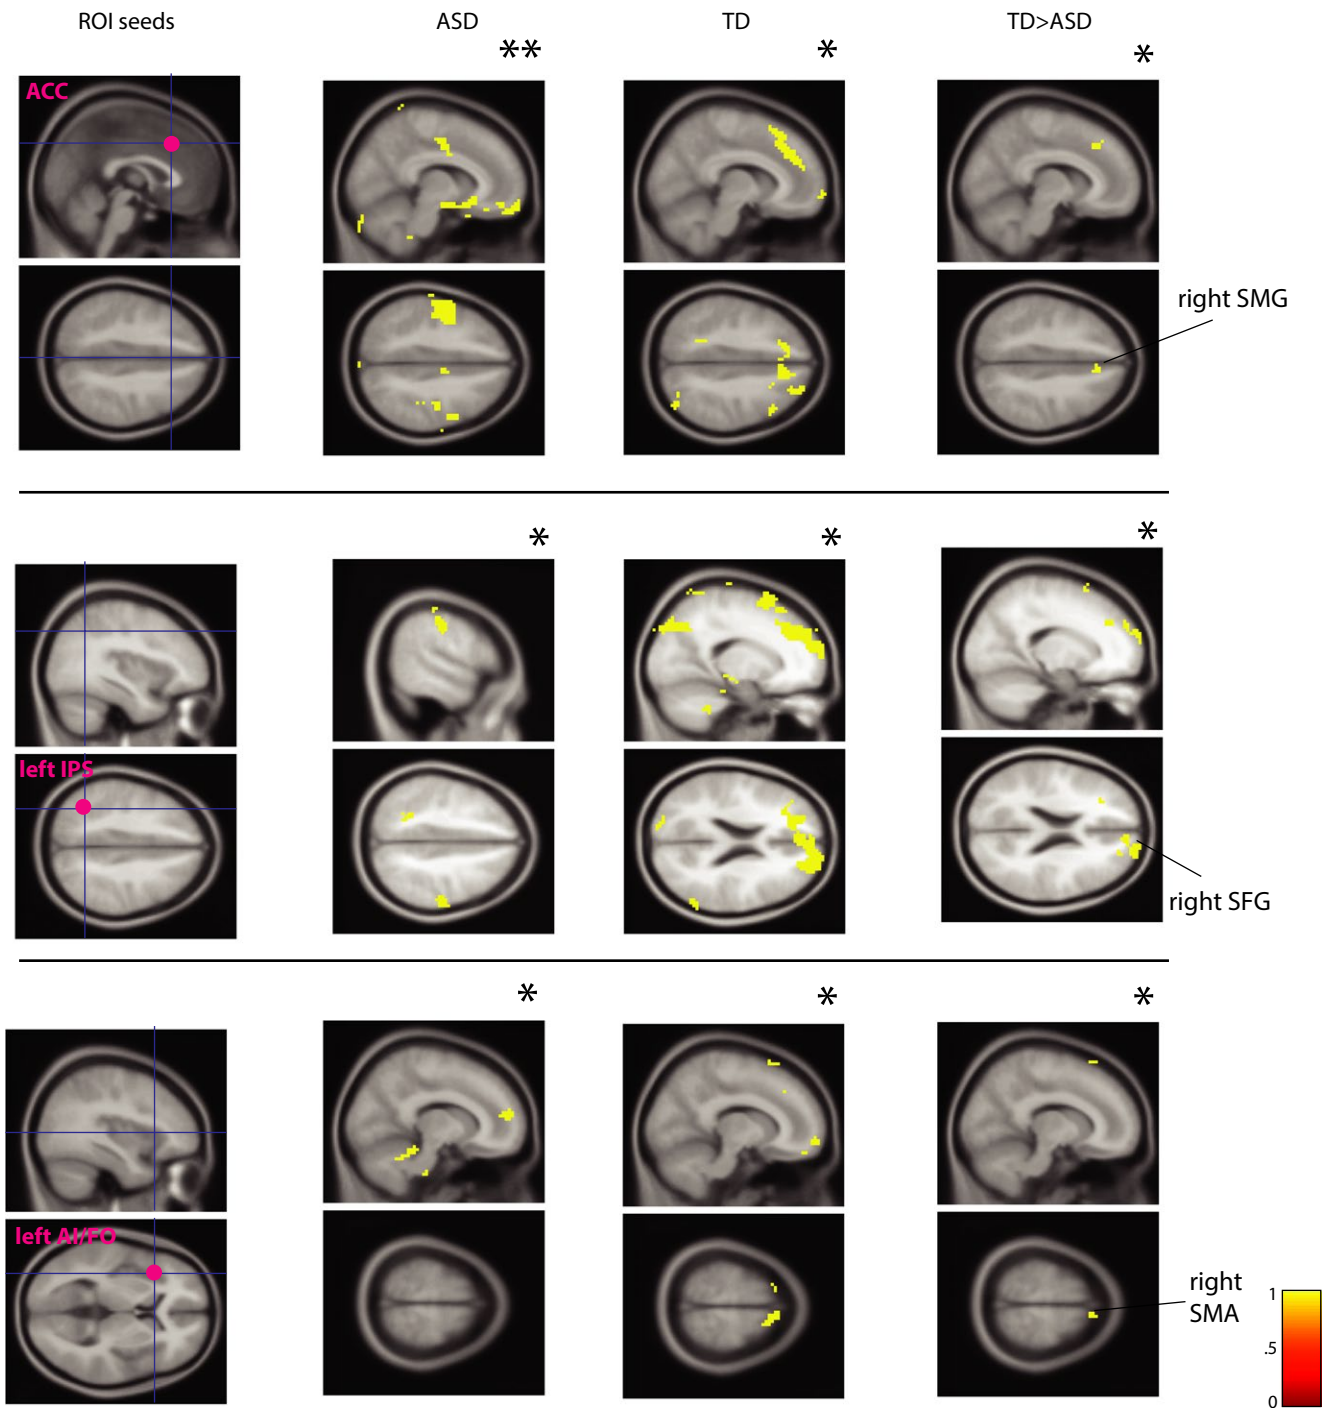 ROI seeds ASD TD TD>ASD
** * *
ACC
right SMG
* * *
left IPS
right SFG
* * *
left AI/FO
right
SMA
1
.5
0